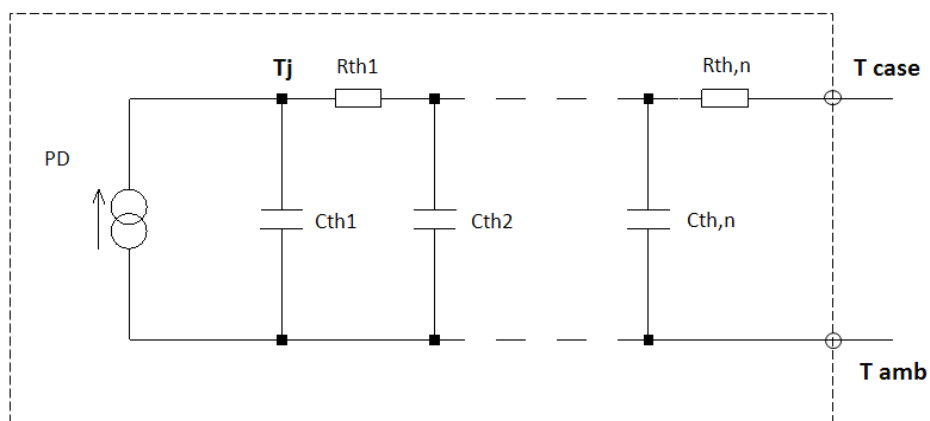 Tj
Rth1
Rth,n
T case
PD
Cth1
Cth2
Cth,n
T amb